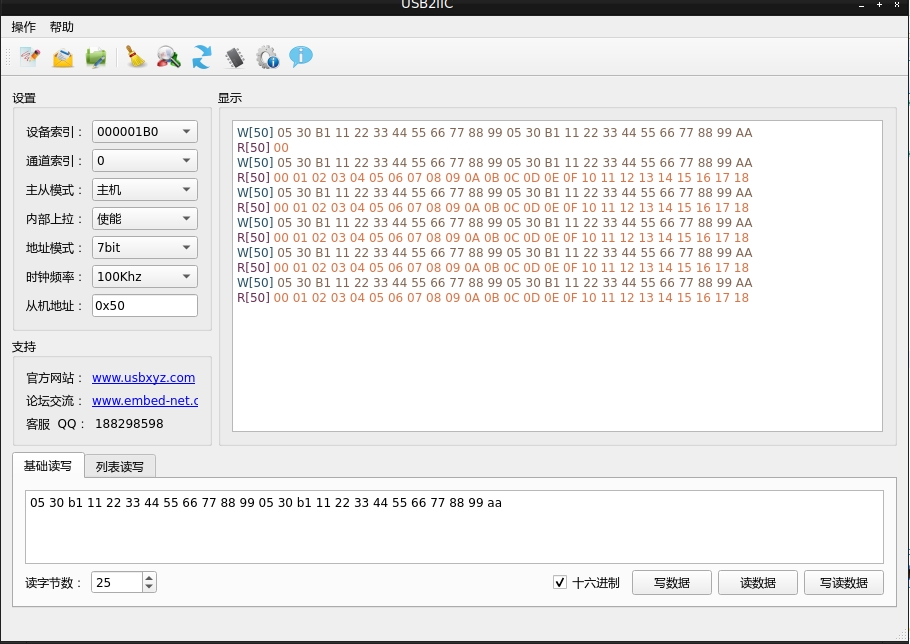 USB2IIC
操作 帮助
设置
设备索引： 000001B0
通道索引： 0
主从模式： 主机
内部上拉： 使能
地址模式： 7bit
时钟频率： 100Khz
从机地址： 0x50
支持
官方网站： www.usbxyz.com
论坛交流： www.embed-net.c
客服 QQ： 188298598
显示
W[50] 05 30 B1 11 22 33 44 55 66 77 88 99 05 30 B1 11 22 33 44 55 66 77 88 99 AA
R[50] 00
W[50] 05 30 B1 11 22 33 44 55 66 77 88 99 05 30 B1 11 22 33 44 55 66 77 88 99 AA
R[50] 00 01 02 03 04 05 06 07 08 09 0A 0B 0C 0D 0E 0F 10 11 12 13 14 15 16 17 18
W[50] 05 30 B1 11 22 33 44 55 66 77 88 99 05 30 B1 11 22 33 44 55 66 77 88 99 AA
R[50] 00 01 02 03 04 05 06 07 08 09 0A 0B 0C 0D 0E 0F 10 11 12 13 14 15 16 17 18
W[50] 05 30 B1 11 22 33 44 55 66 77 88 99 05 30 B1 11 22 33 44 55 66 77 88 99 AA
R[50] 00 01 02 03 04 05 06 07 08 09 0A 0B 0C 0D 0E 0F 10 11 12 13 14 15 16 17 18
W[50] 05 30 B1 11 22 33 44 55 66 77 88 99 05 30 B1 11 22 33 44 55 66 77 88 99 AA
R[50] 00 01 02 03 04 05 06 07 08 09 0A 0B 0C 0D 0E 0F 10 11 12 13 14 15 16 17 18
W[50] 05 30 B1 11 22 33 44 55 66 77 88 99 05 30 B1 11 22 33 44 55 66 77 88 99 AA
R[50] 00 01 02 03 04 05 06 07 08 09 0A 0B 0C 0D 0E 0F 10 11 12 13 14 15 16 17 18
基础读写 列表读写
05 30 b1 11 22 33 44 55 66 77 88 99 05 30 b1 11 22 33 44 55 66 77 88 99 aa
读字节数： 25 十六进制 写数据 读数据 写读数据